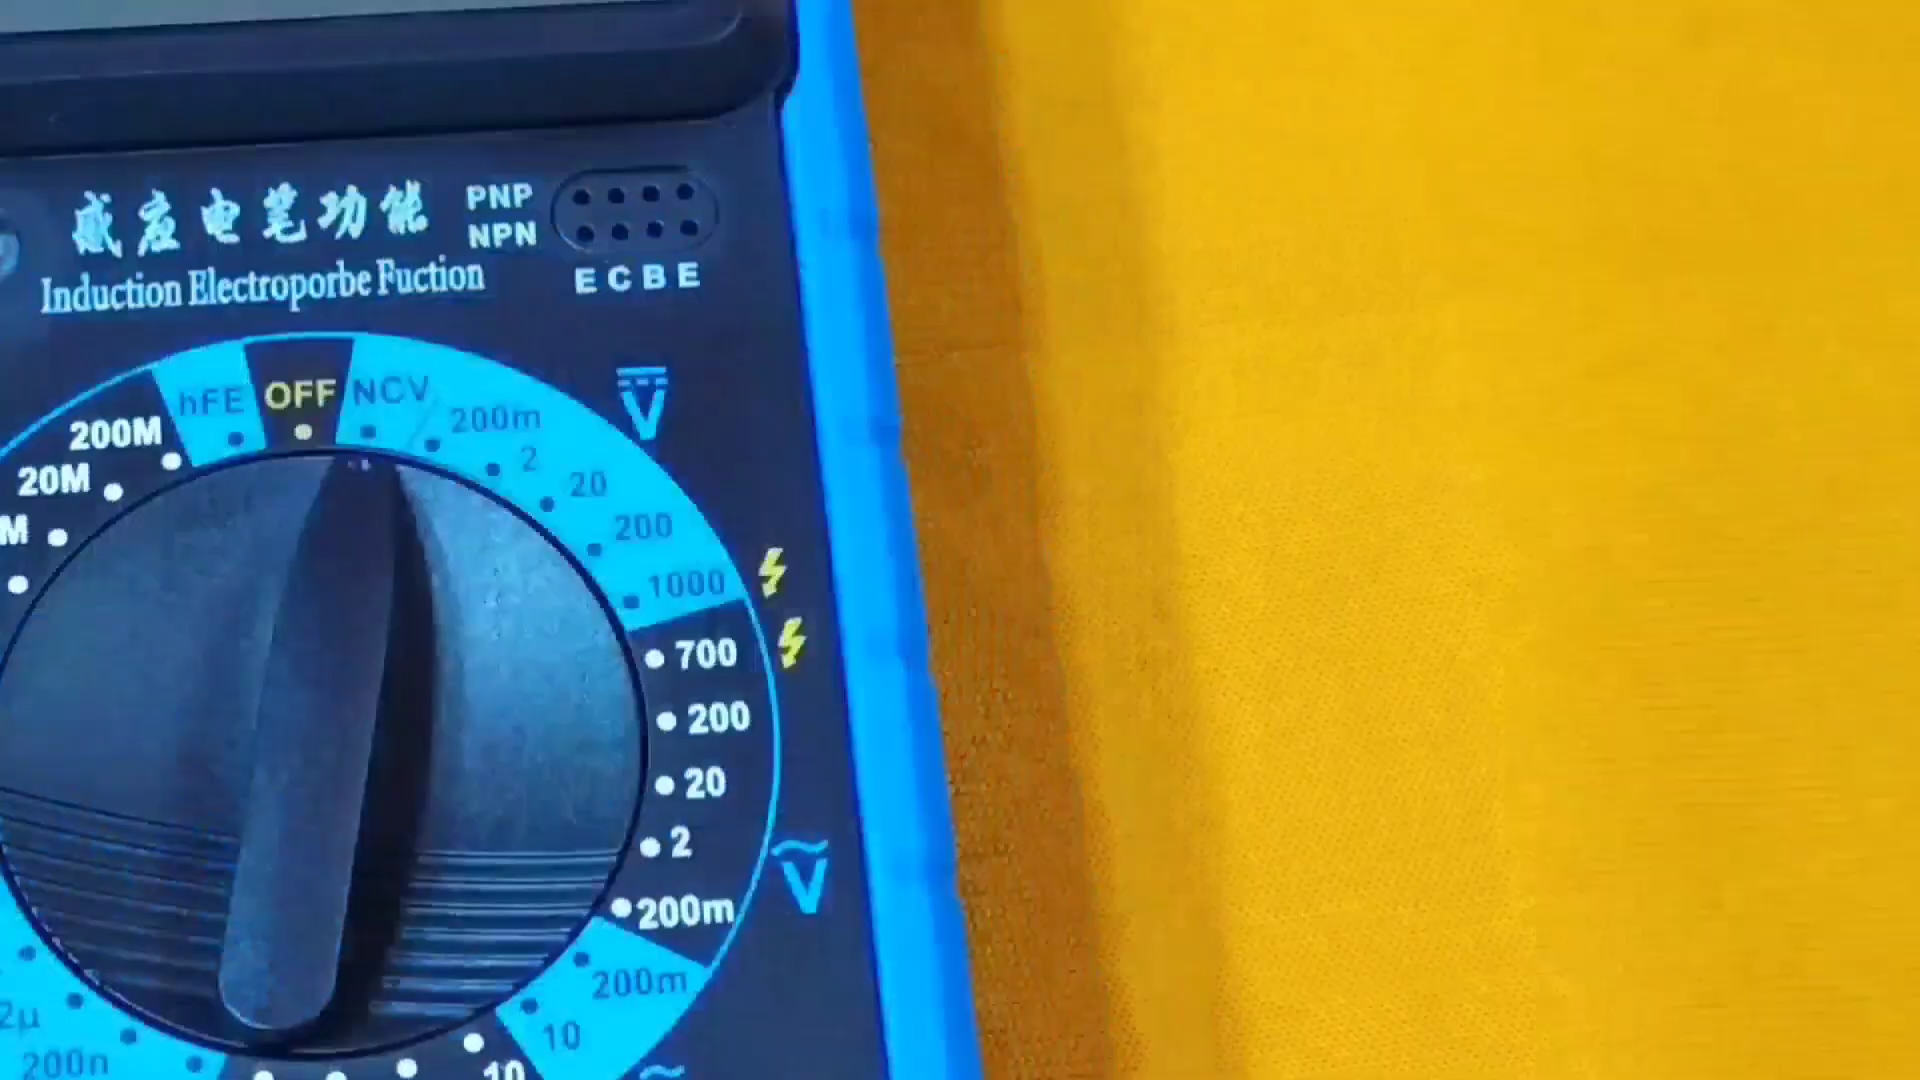 感应电笔功能
Induction Electroporbe Fuction
PNP
NPN
E C B E
hFE
OFF
NCV
200M
20M
M
200m
2
20
200
1000
V
700
200
20
2
200m
V
200m
10
10
2μ
200n